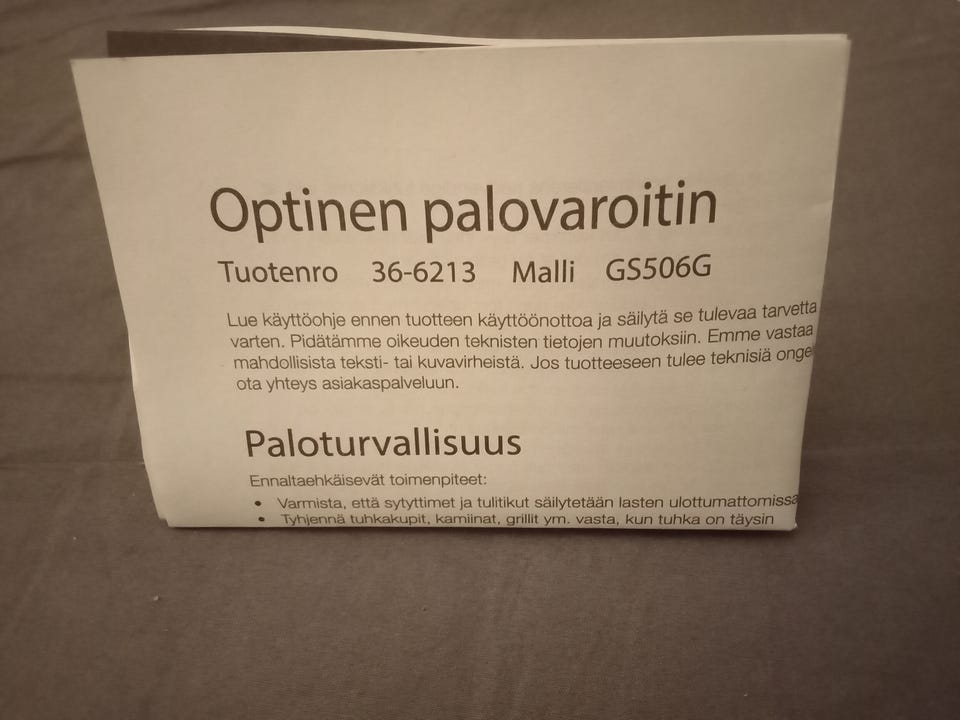 Optinen palovaroitin
Tuotenro 36-6213 Malli GS506G
Lue käyttöohje ennen tuotteen käyttöönottoa ja säilytä se tulevaa tarvetta
varten. Pidätämme oikeuden teknisten tietojen muutoksiin. Emme vastaa
mahdollisista teksti- tai kuvavirheistä. Jos tuotteeseen tulee teknisiä
ota yhteys asiakaspalveluun.
Paloturvallisuus
Ennaltaehkäisevät toimenpiteet:
• Varmista, että sytyttimet ja tulitikut säilytetään lasten ulottumattomissa
• Tyhjennä tuhkakupit, kamiinat, grillit ym. vasta, kun tuhka on täysin